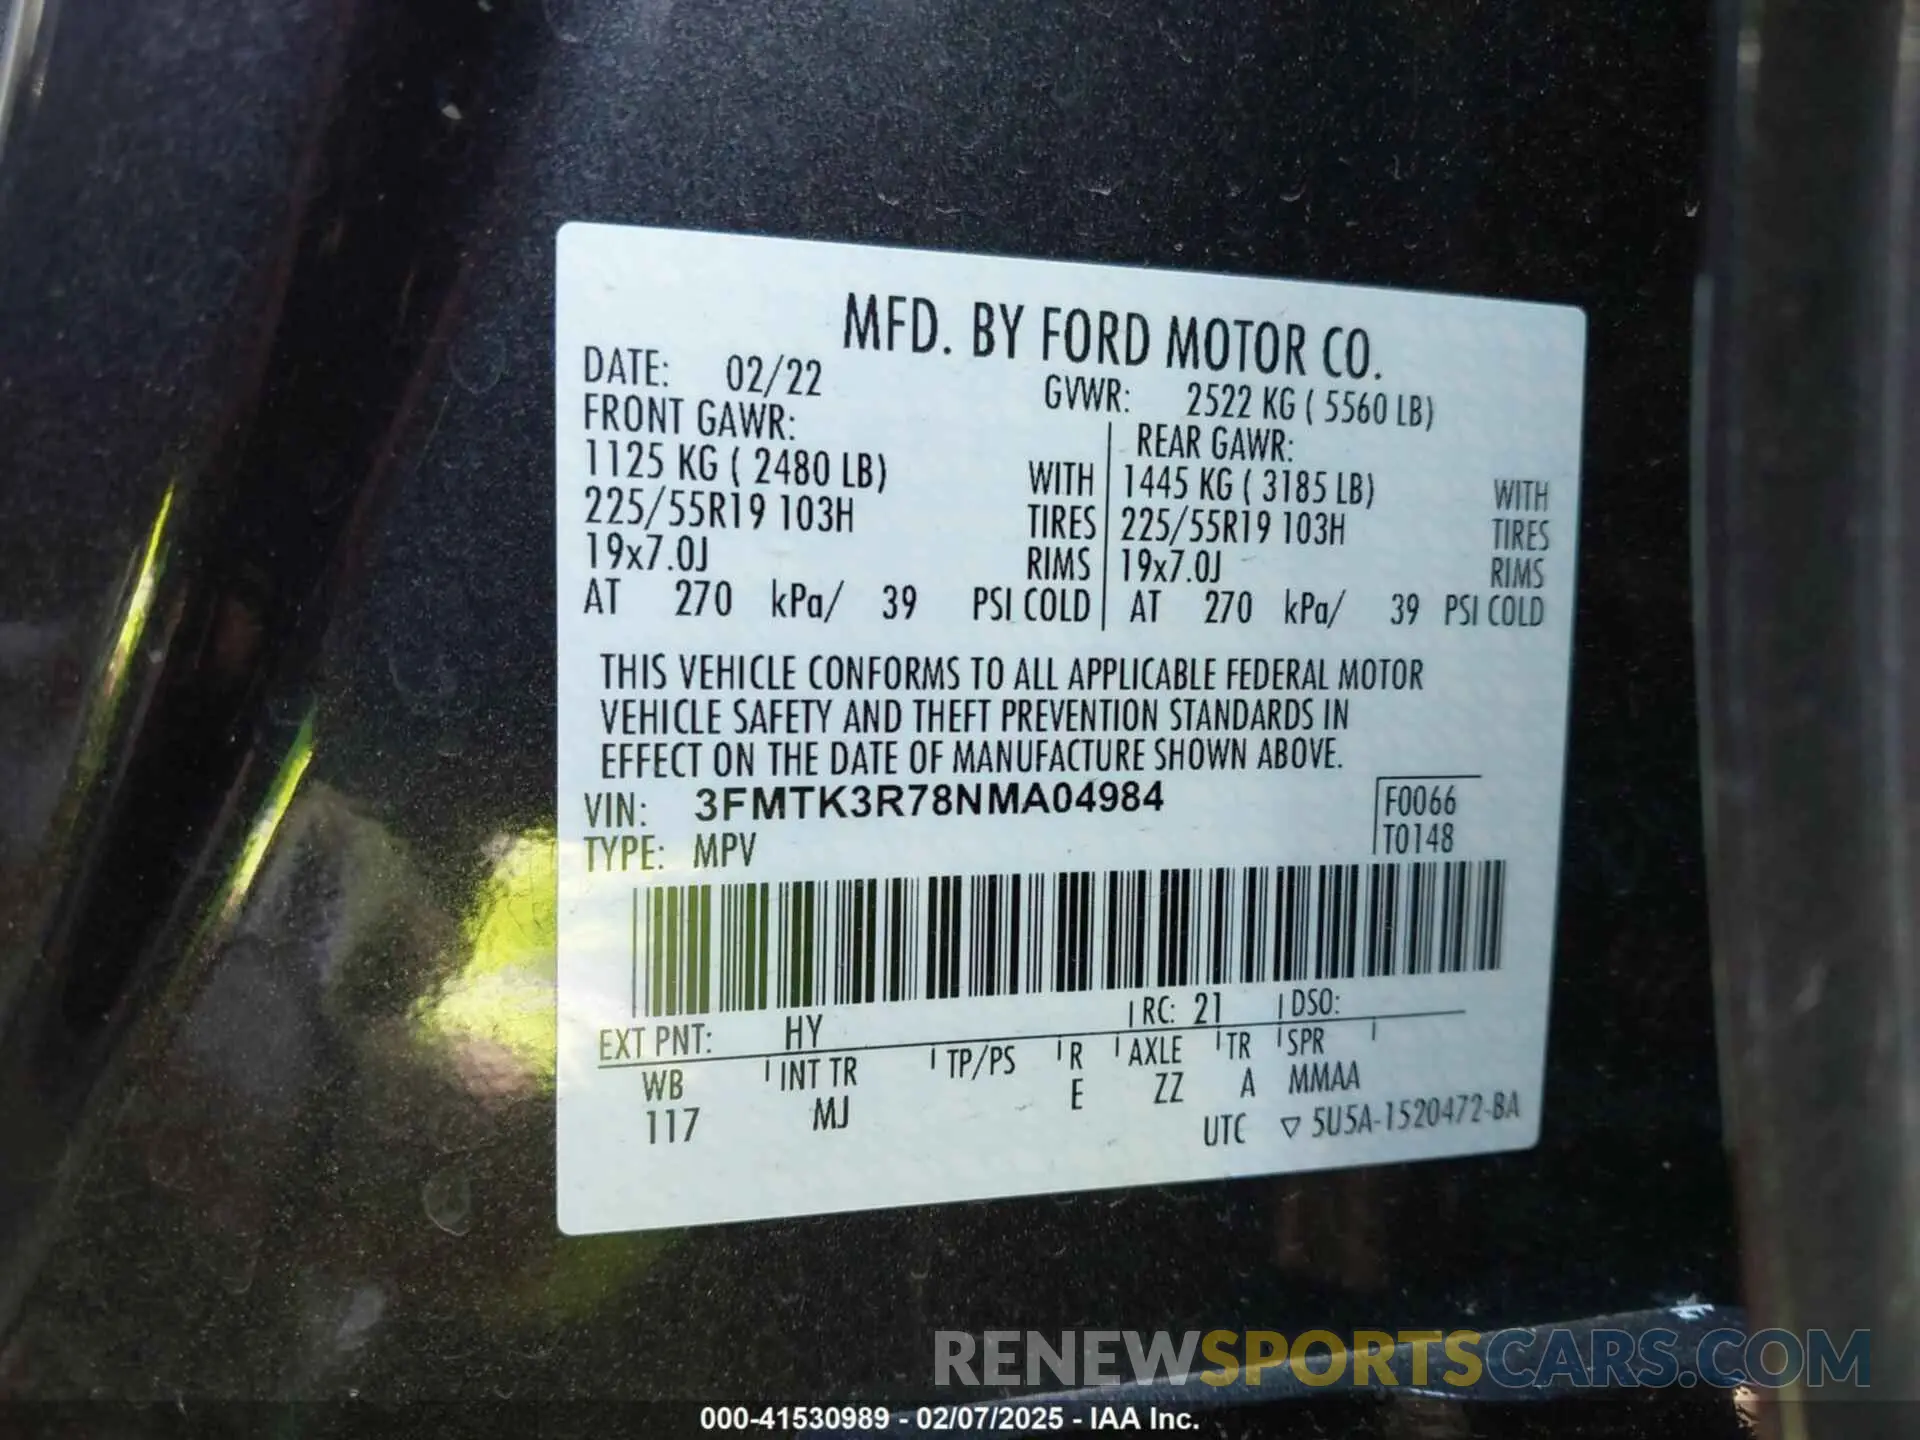 MFD. BY FORD MOTOR CO.
DATE: 02/22 GVWR: 2522 KG ( 5560 LB)
FRONT GAWR: REAR GAWR:
1125 KG ( 2480 LB) WITH 1445 KG ( 3185 LB) WITH
225/55R19 103H TIRES 225/55R19 103H TIRES
19x7.0J RIMS 19x7.0J RIMS
AT 270 kPa/ 39 PSI COLD AT 270 kPa/ 39 PSI COLD
THIS VEHICLE CONFORMS TO ALL APPLICABLE FEDERAL MOTOR
VEHICLE SAFETY AND THEFT PREVENTION STANDARDS IN
EFFECT ON THE DATE OF MANUFACTURE SHOWN ABOVE.
VIN: 3FMTK3R78NMA04984 F0066
TYPE: MPV T0148
EXT PNT: HY RC: 21 DSO:
WB INT TR TP/PS R AXLE TR SPR
117 MJ E ZZ A MMAA
UTC ▽ 5U5A-1520472-BA
RENEWSPORTSCARS.COM
000-41530989 - 02/07/2025 - IAA Inc.